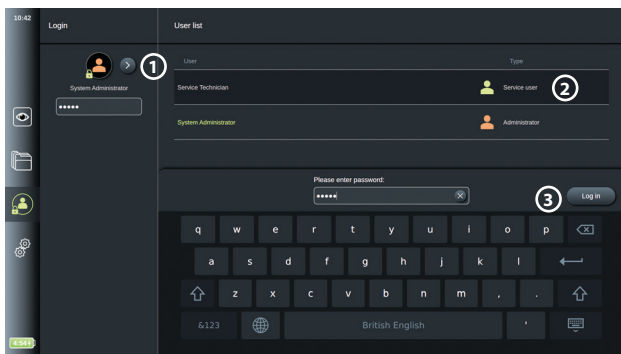 10:42
Login
User list
1
User
Type
System Administrator
Service Technician
Service user
2
•••••
System Administrator
Administrator
Please enter password:
•••••
3
Log in
q w e r t y u i o p
a s d f g h j k l
z x c v b n m , .
&123
British English
'
4:54+